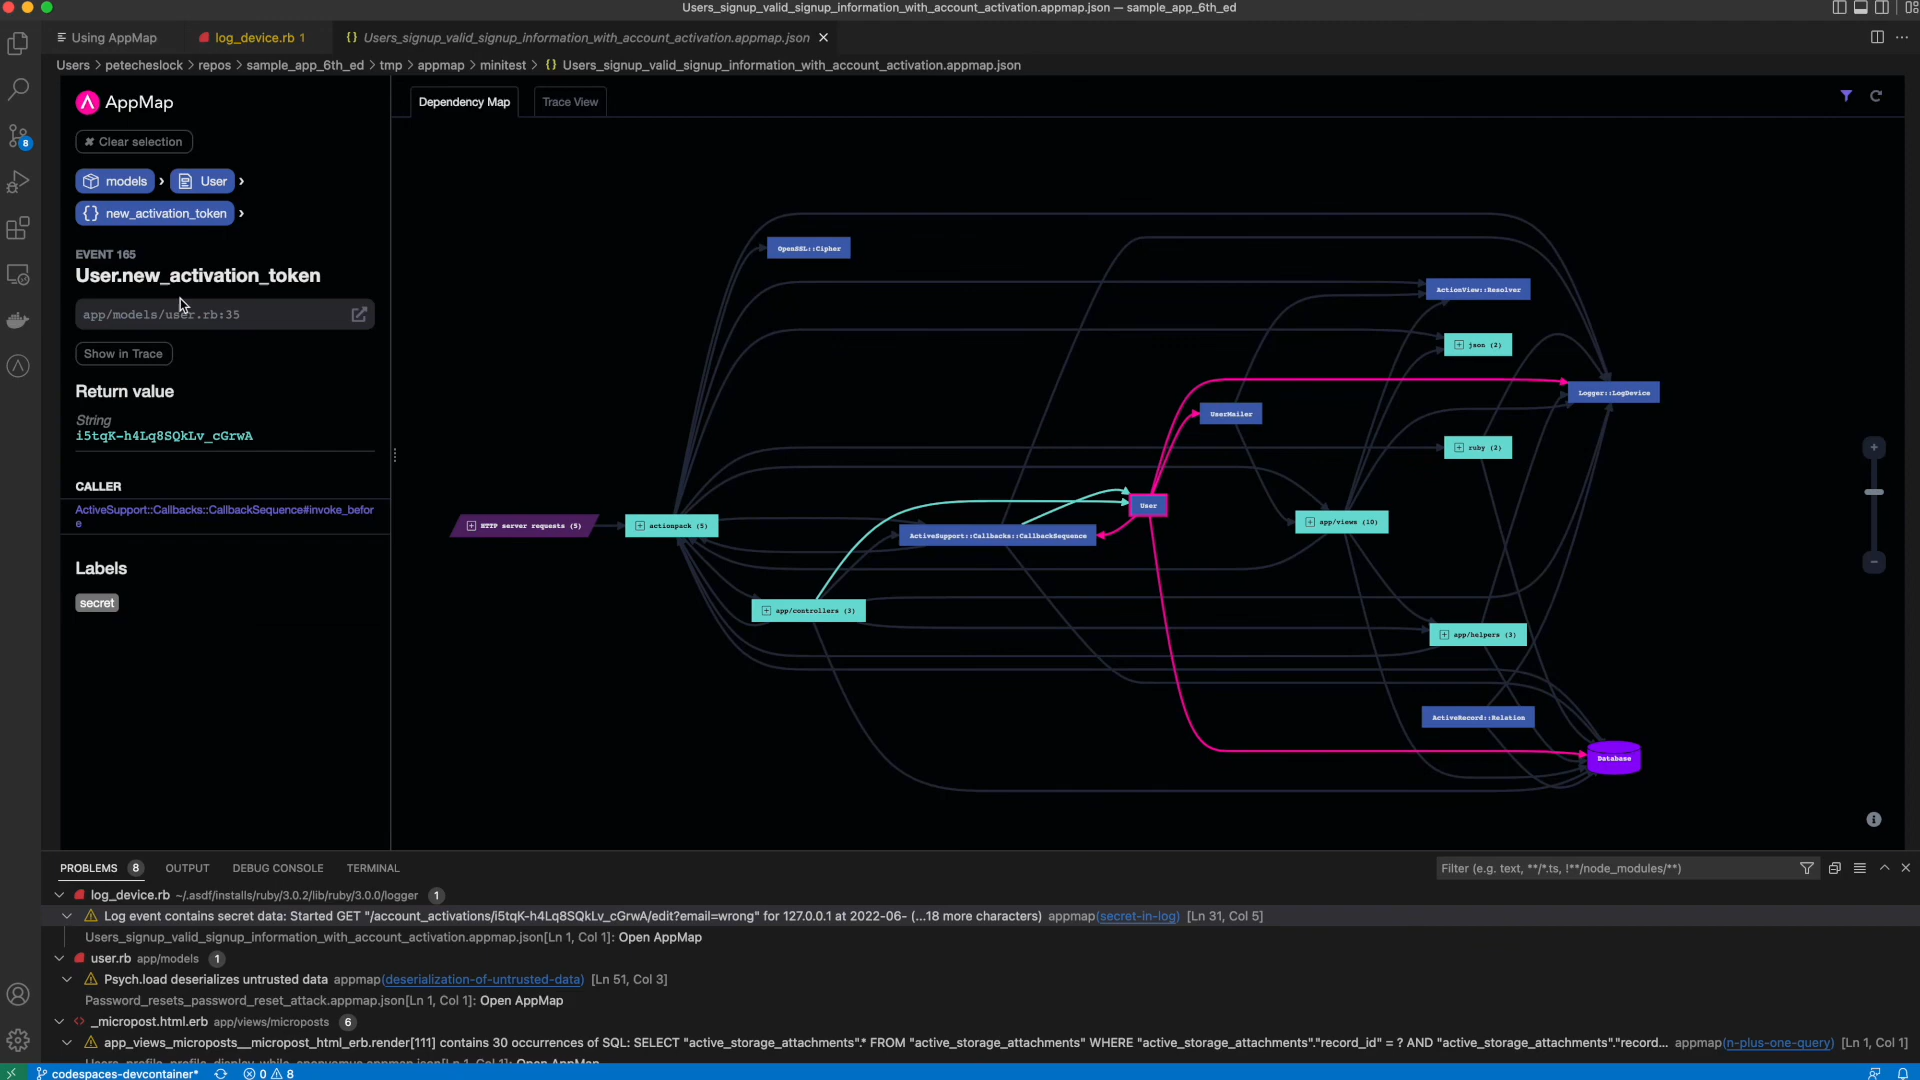 Users_signup_valid_signup_information_with_account_activation.appmap.json — sample_app_6th_ed
Using AppMap
log_device.rb 1
{} Users_signup_valid_signup_information_with_account_activation.appmap.json
Users > petecheslock > repos > sample_app_6th_ed > tmp > appmap > minitest > {} Users_signup_valid_signup_information_with_account_activation.appmap.json
AppMap
Dependency Map
Trace View
✖ Clear selection
models > User >
{} new_activation_token >
EVENT 165
User.new_activation_token
app/models/user.rb:35
Show in Trace
Return value
String
i5tqK-h4Lq8SQkLv_cGrwA
CALLER
ActiveSupport::Callbacks::CallbackSequence#invoke_befor
e
Labels
secret
OpenSSL::Cipher
ActionView::Resolver
json (2)
Logger::LogDevice
UserMailer
ruby (2)
User
HTTP server requests (5)
actionpack (5)
ActiveSupport::Callbacks::CallbackSequence
app/views (10)
app/controllers (3)
app/helpers (3)
ActiveRecord::Relation
Database
PROBLEMS 8
OUTPUT
DEBUG CONSOLE
TERMINAL
Filter (e.g. text, **/*.ts, !**/node_modules/**)
log_device.rb ~/.asdf/installs/ruby/3.0.2/lib/ruby/3.0.0/logger 1
Log event contains secret data: Started GET "/account_activations/i5tqK-h4Lq8SQkLv_cGrwA/edit?email=wrong" for 127.0.0.1 at 2022-06- (...18 more characters) appmap(secret-in-log) [Ln 31, Col 5]
Users_signup_valid_signup_information_with_account_activation.appmap.json[Ln 1, Col 1]: Open AppMap
user.rb app/models 1
Psych.load deserializes untrusted data appmap(deserialization-of-untrusted-data) [Ln 51, Col 3]
Password_resets_password_reset_attack.appmap.json[Ln 1, Col 1]: Open AppMap
_micropost.html.erb app/views/microposts 6
app_views_microposts__micropost_html_erb.render[111] contains 30 occurrences of SQL: SELECT "active_storage_attachments".* FROM "active_storage_attachments" WHERE "active_storage_attachments"."record_id" = ? AND "active_storage_attachments"."record... appmap(n-plus-one-query) [Ln 1, Col 1]
Users_profile_profile_display_while_anonymous.appmap.json[Ln 1, Col 1]: Open AppMap
8
codespaces-devcontainer* 0 8